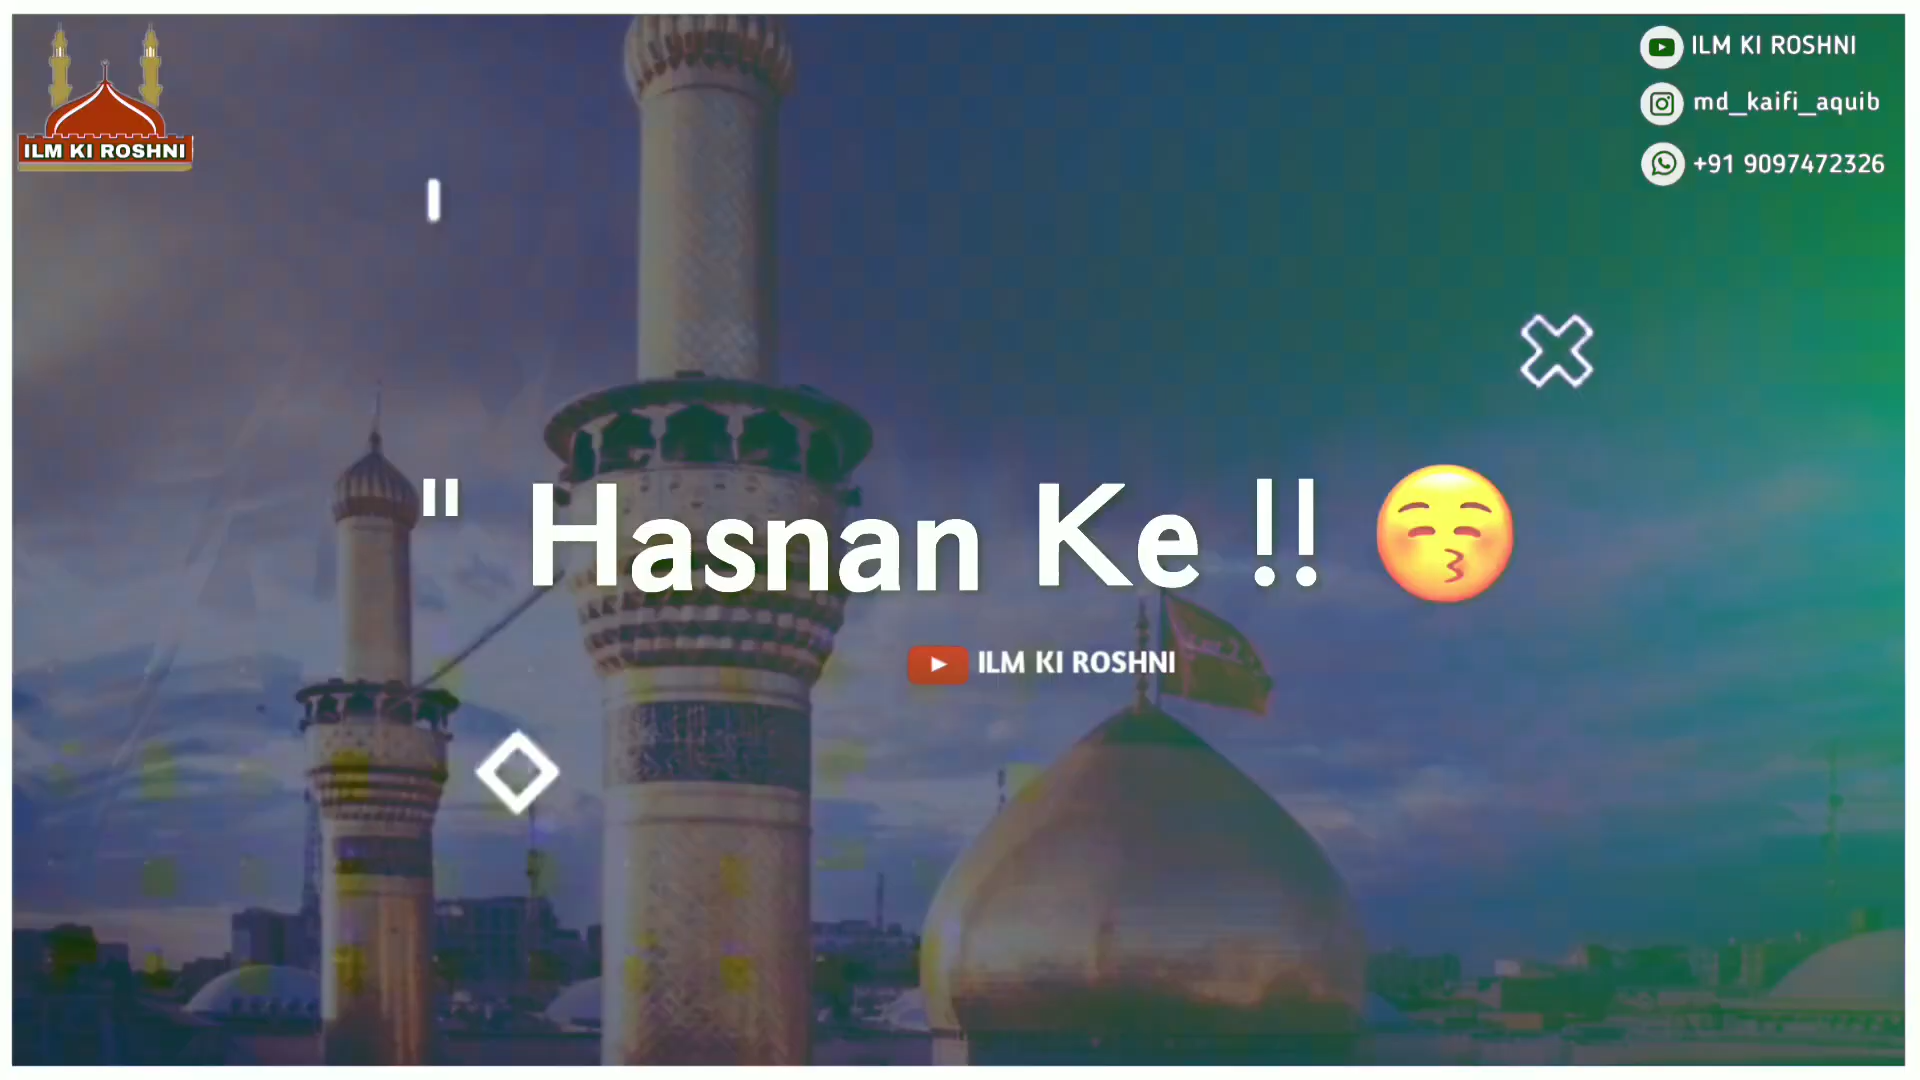 ILM KI ROSHNI
ILM KI ROSHNI
md_kaifi_aquib
+91 9097472326
" Hasnan Ke !! 😚
ILM KI ROSHNI